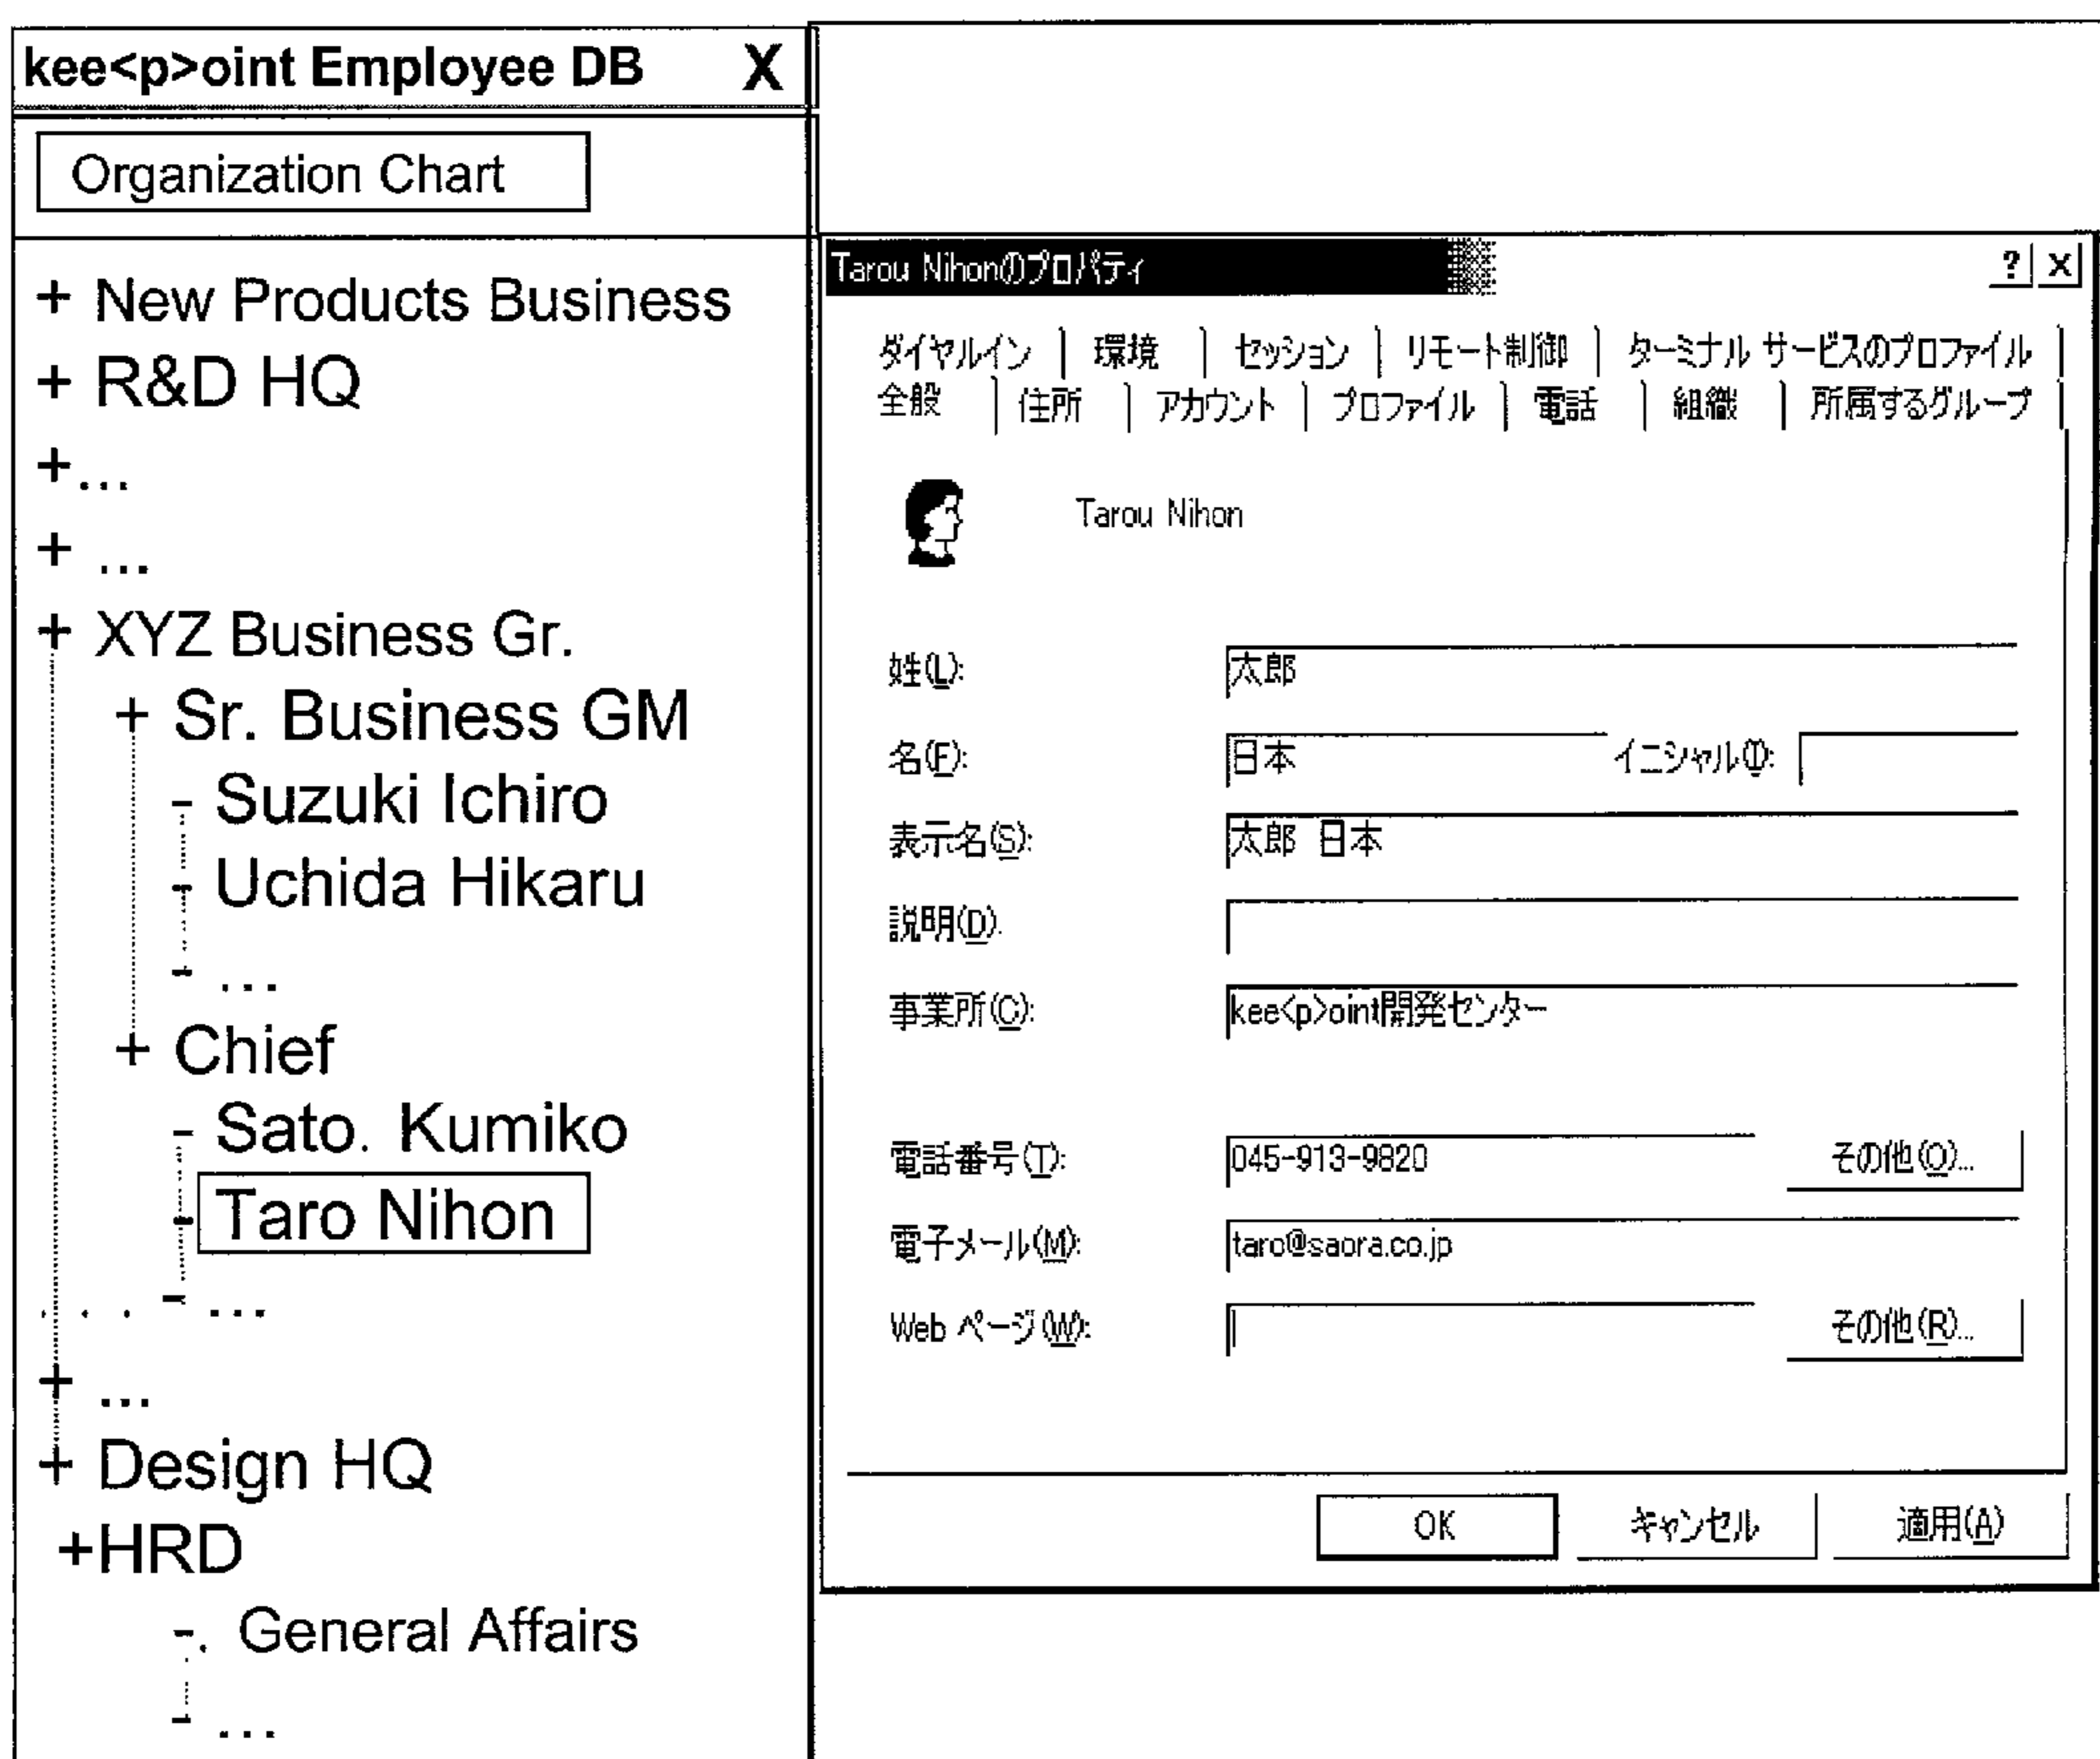 kee<p>oint Employee DB X
Organization Chart
+ New Products Business
+ R&D HQ
+...
+ ...
+ XYZ Business Gr.
+ Sr. Business GM
- Suzuki Ichiro
- Uchida Hikaru
- ...
+ Chief
- Sato. Kumiko
- Taro Nihon
. . . - ...
+ ...
+ Design HQ
+HRD
-. General Affairs
- ...
Tarou Nihonのプロパティ ? X
ダイヤルイン | 環境 | セッション | リモート制御 | ターミナル サービスのプロファイル |
全般 | 住所 | アカウント | プロファイル | 電話 | 組織 | 所属するグループ |
Tarou Nihon
姓(L): 太郎
名(F): 日本 イニシャル(I):
表示名(S): 太郎 日本
説明(D):
事業所(C): kee<p>oint開発センター
電話番号(T): 045-913-9820 その他(O)...
電子メール(M): taro@saora.co.jp
Web ページ(W): その他(R)...
OK キャンセル 適用(A)